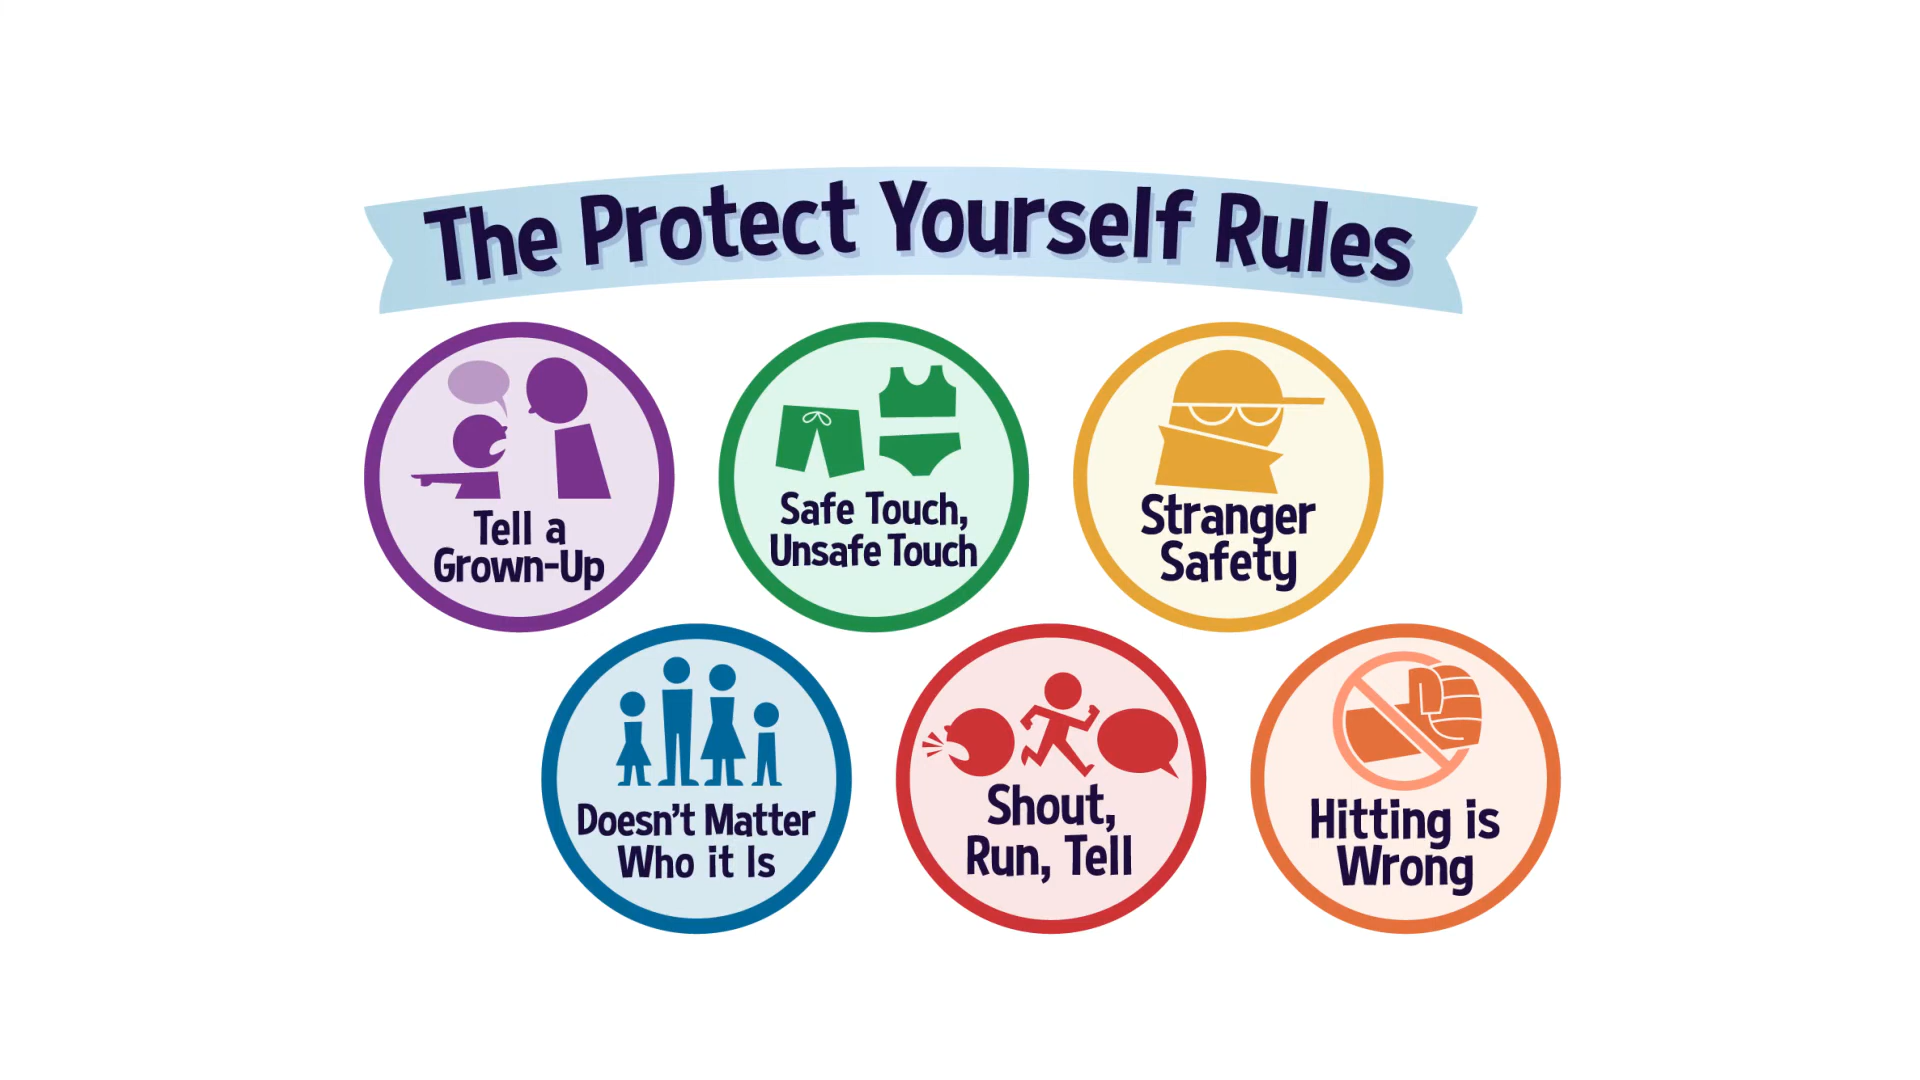 The Protect Yourself Rules
Tell a
Grown-Up
Safe Touch,
Unsafe Touch
Stranger
Safety
Doesn't Matter
Who it Is
Shout,
Run, Tell
Hitting is
Wrong